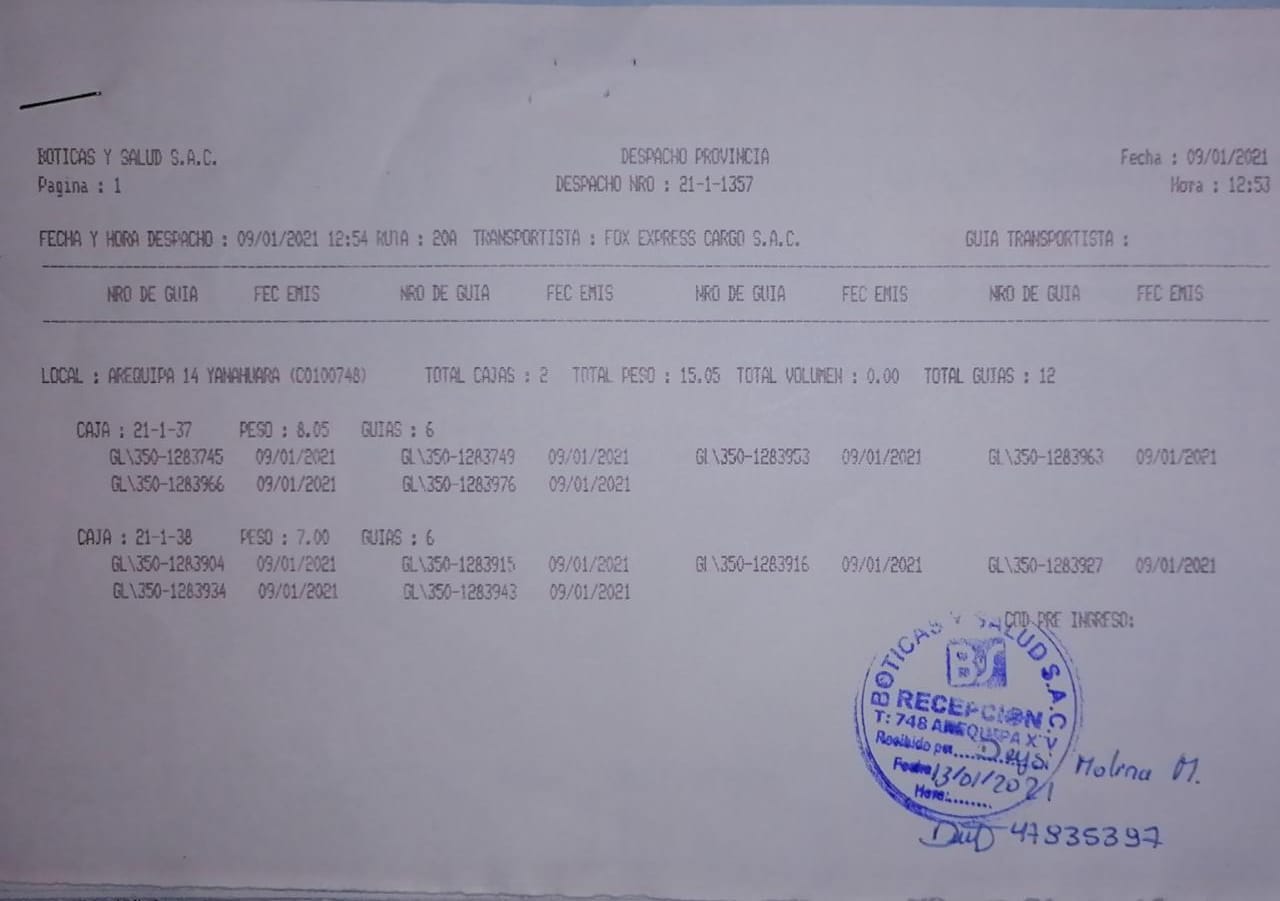 BOTICAS Y SALUD S.A.C. DESPACHO PROVINCIA Fecha : 09/01/2021
Pagina : 1 DESPACHO NRO : 21-1-1357 Hora : 12:53
FECHA Y HORA DESPACHO : 09/01/2021 12:54 RUTA : 20A TRANSPORTISTA : FOX EXPRESS CARGO S.A.C. GUIA TRANSPORTISTA :
NRO DE GUIA FEC EMIS NRO DE GUIA FEC EMIS NRO DE GUIA FEC EMIS NRO DE GUIA FEC EMIS
LOCAL : AREQUIPA 14 YANAHUARA (C0100748) TOTAL CAJAS : 2 TOTAL PESO : 15.05 TOTAL VOLUMEN : 0.00 TOTAL GUIAS : 12
CAJA : 21-1-37 PESO : 8.05 GUIAS : 6
GL\350-1283745 09/01/2021 GL\350-1283749 09/01/2021 GL\350-1283953 09/01/2021 GL\350-1283963 09/01/2021
GL\350-1283966 09/01/2021 GL\350-1283976 09/01/2021
CAJA : 21-1-38 PESO : 7.00 GUIAS : 6
GL\350-1283904 09/01/2021 GL\350-1283915 09/01/2021 GL\350-1283916 09/01/2021 GL\350-1283927 09/01/2021
GL\350-1283934 09/01/2021 GL\350-1283943 09/01/2021
COD PRE INGRESO:
BOTICAS Y SALUD S.A.C.
BS
RECEPCION
T: 748 AREQUIPA XIV
Recibido por......... Deysi Molina M.
Fecha 13/01/2021
Hora:........
47835397